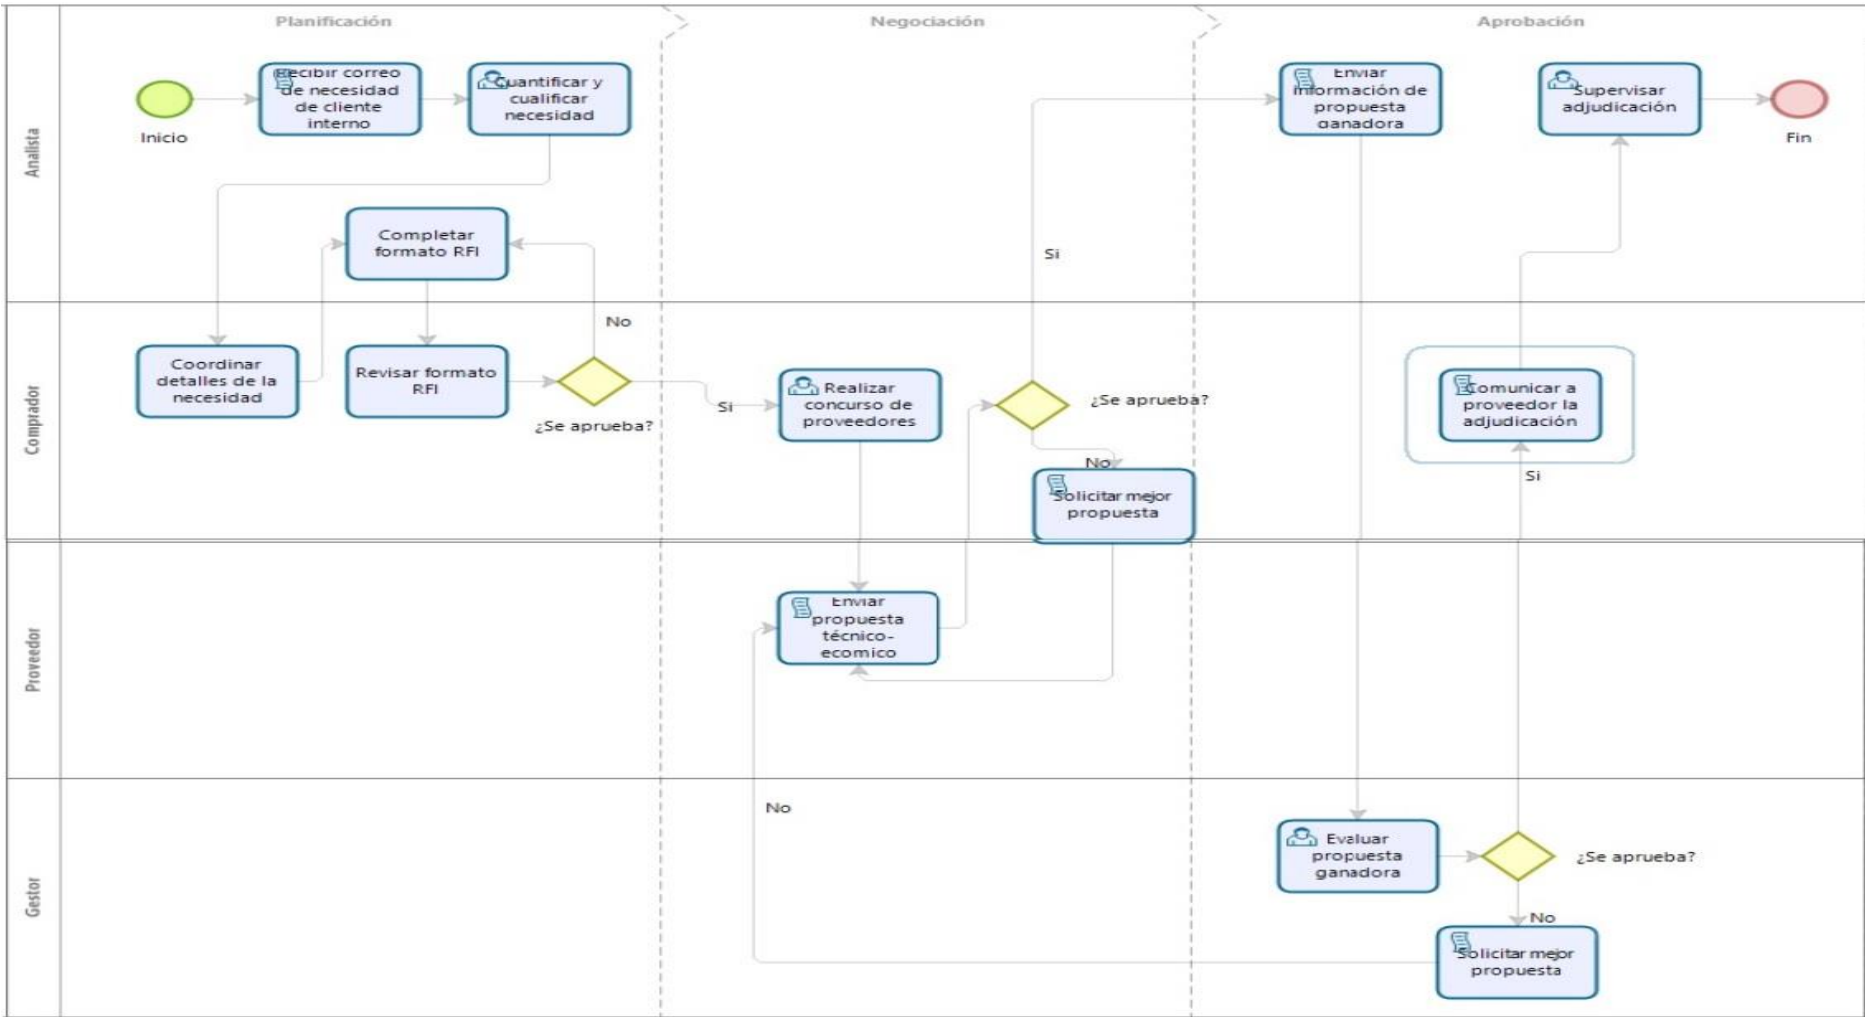 Planificación
Negociación
Aprobación
Analista
Inicio
Recibir correo
de necesidad
de cliente
interno
Cuantificar y
cualificar
necesidad
Enviar
información de
propuesta
ganadora
Supervisar
adjudicación
Fin
Completar
formato RFI
Si
Comprador
No
Coordinar
detalles de la
necesidad
Revisar formato
RFI
¿Se aprueba?
Si
Realizar
concurso de
proveedores
¿Se aprueba?
No
Solicitar mejor
propuesta
Comunicar a
proveedor la
adjudicación
Si
Proveedor
Enviar
propuesta
técnico-
ecomico
Gestor
No
Evaluar
propuesta
ganadora
¿Se aprueba?
No
Solicitar mejor
propuesta